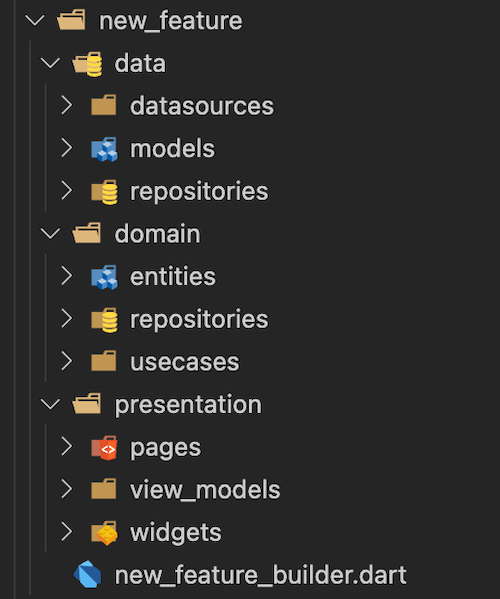 new_feature
data
datasources
models
repositories
domain
entities
repositories
usecases
presentation
pages
view_models
widgets
new_feature_builder.dart